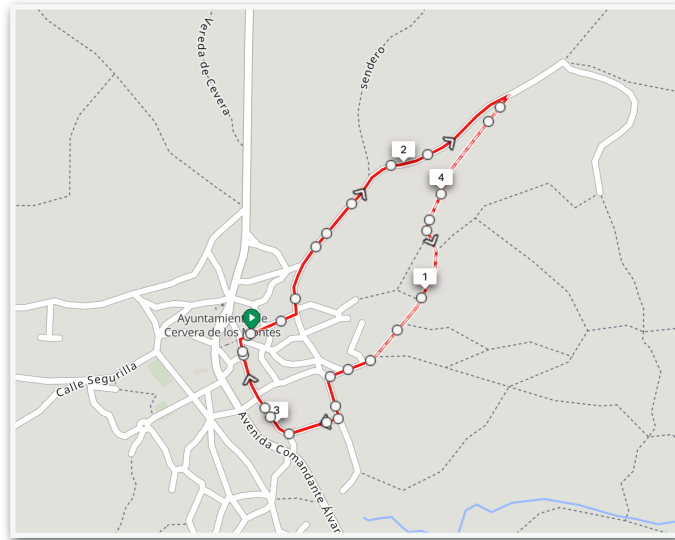 Vereda de Cevera
sendero
2
4
1
Ayuntamiento de
Cervera de los Montes
Calle Segurilla
3
Avenida Comandante Álvar